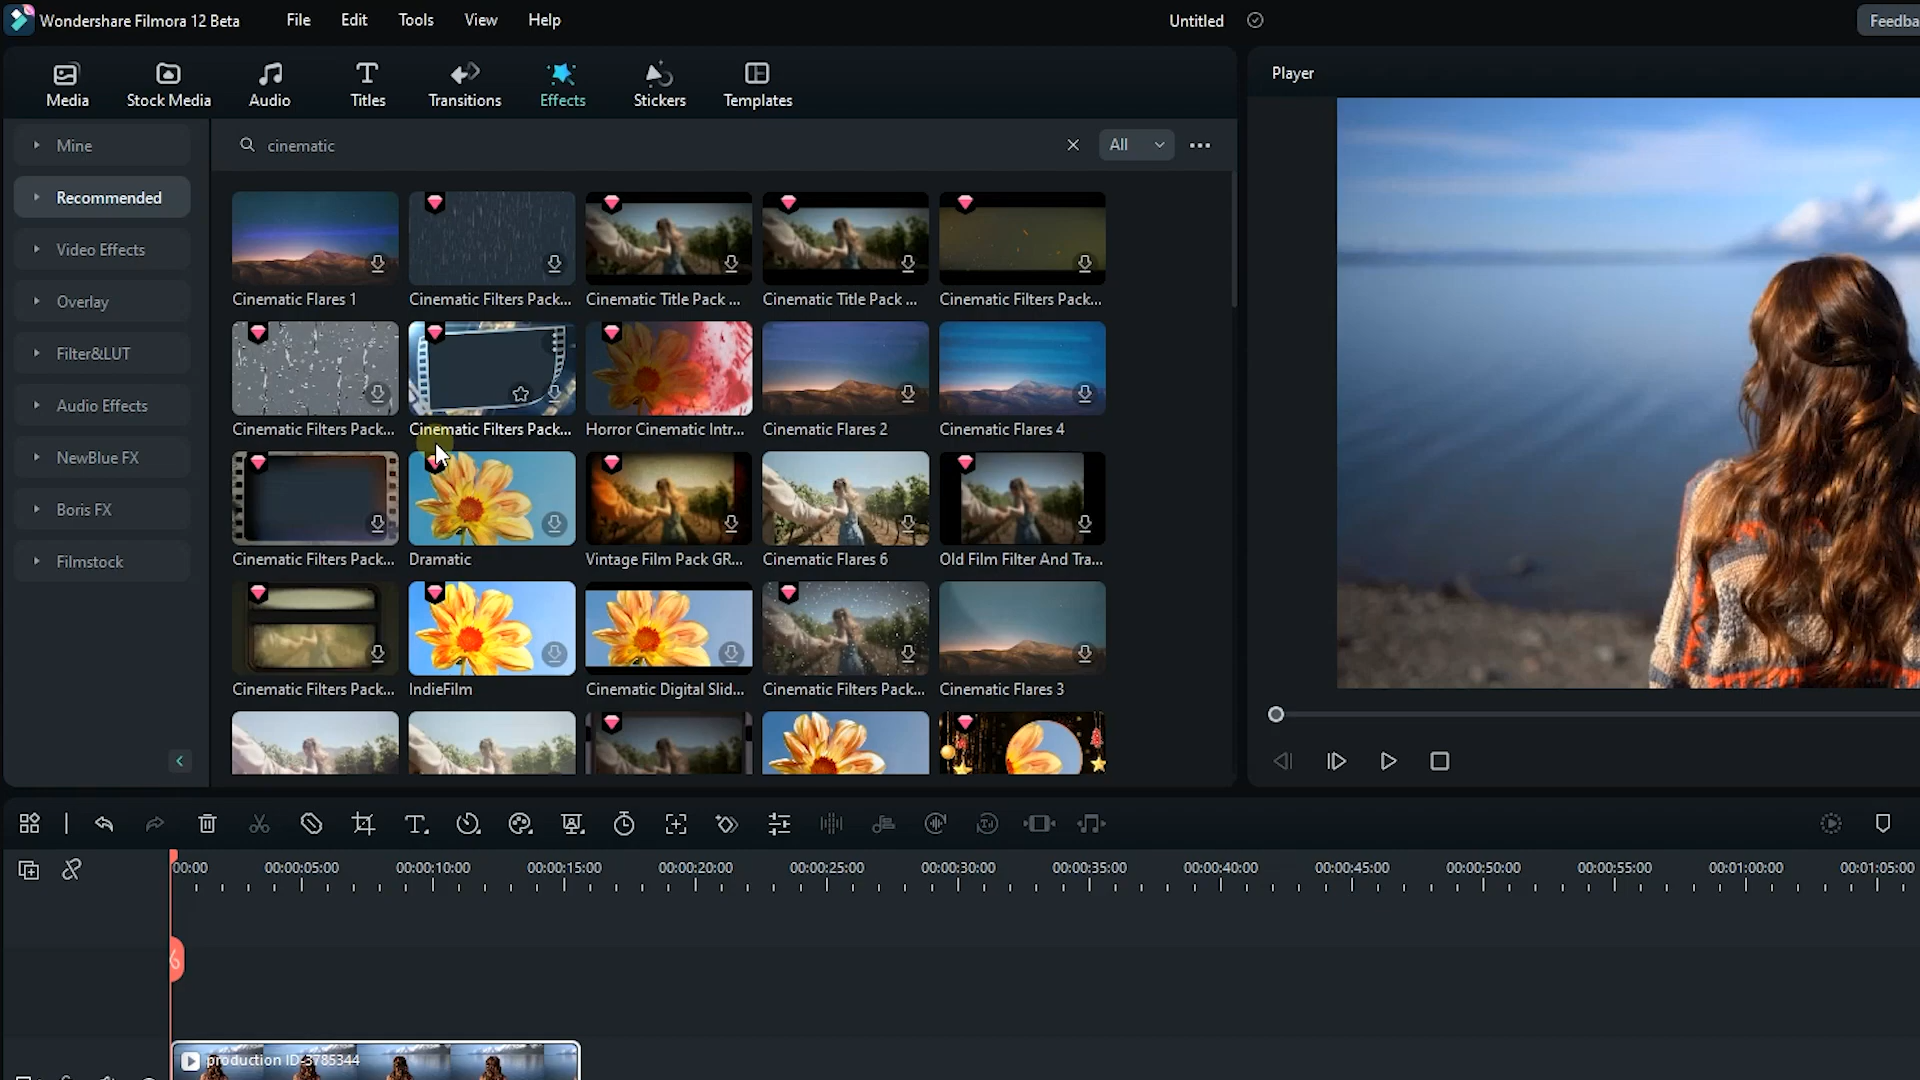 Wondershare Filmora 12 Beta
File Edit Tools View Help
Untitled
Feedba
Media Stock Media Audio Titles Transitions Effects Stickers Templates
Player
Mine
Recommended
Video Effects
Overlay
Filter&LUT
Audio Effects
NewBlue FX
Boris FX
Filmstock
cinematic
All
Cinematic Flares 1 Cinematic Filters Pack... Cinematic Title Pack ... Cinematic Title Pack ... Cinematic Filters Pack...
Cinematic Filters Pack... Cinematic Filters Pack... Horror Cinematic Intr... Cinematic Flares 2 Cinematic Flares 4
Cinematic Filters Pack... Dramatic Vintage Film Pack GR... Cinematic Flares 6 Old Film Filter And Tra...
Cinematic Filters Pack... IndieFilm Cinematic Digital Slid... Cinematic Filters Pack... Cinematic Flares 3
00:00 00:00:05:00 00:00:10:00 00:00:15:00 00:00:20:00 00:00:25:00 00:00:30:00 00:00:35:00 00:00:40:00 00:00:45:00 00:00:50:00 00:00:55:00 00:01:00:00 00:01:05:00
production ID-3785344